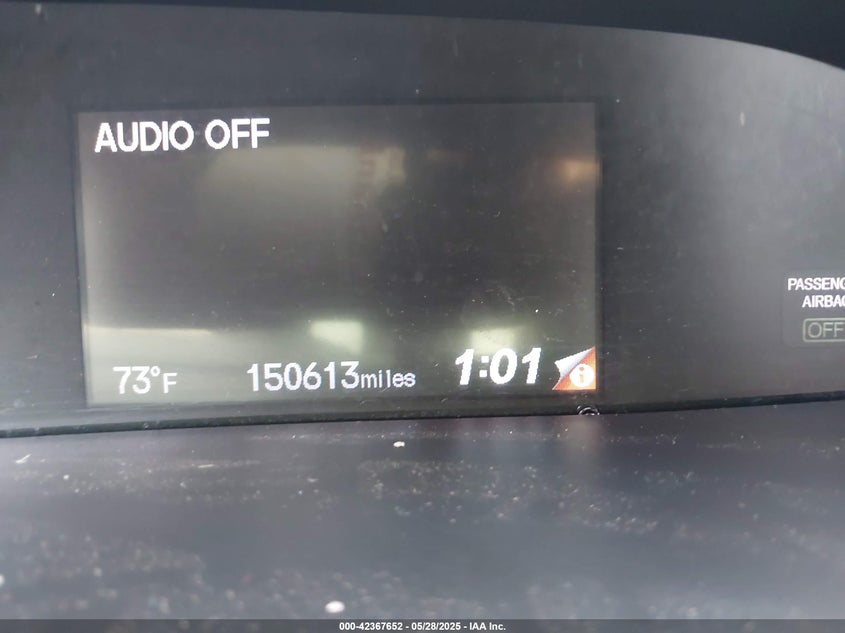 AUDIO OFF
PASSENG
AIRBAG
OFF
73°F 150613miles 1:01 i
000-42367652 - 05/28/2025 - IAA Inc.